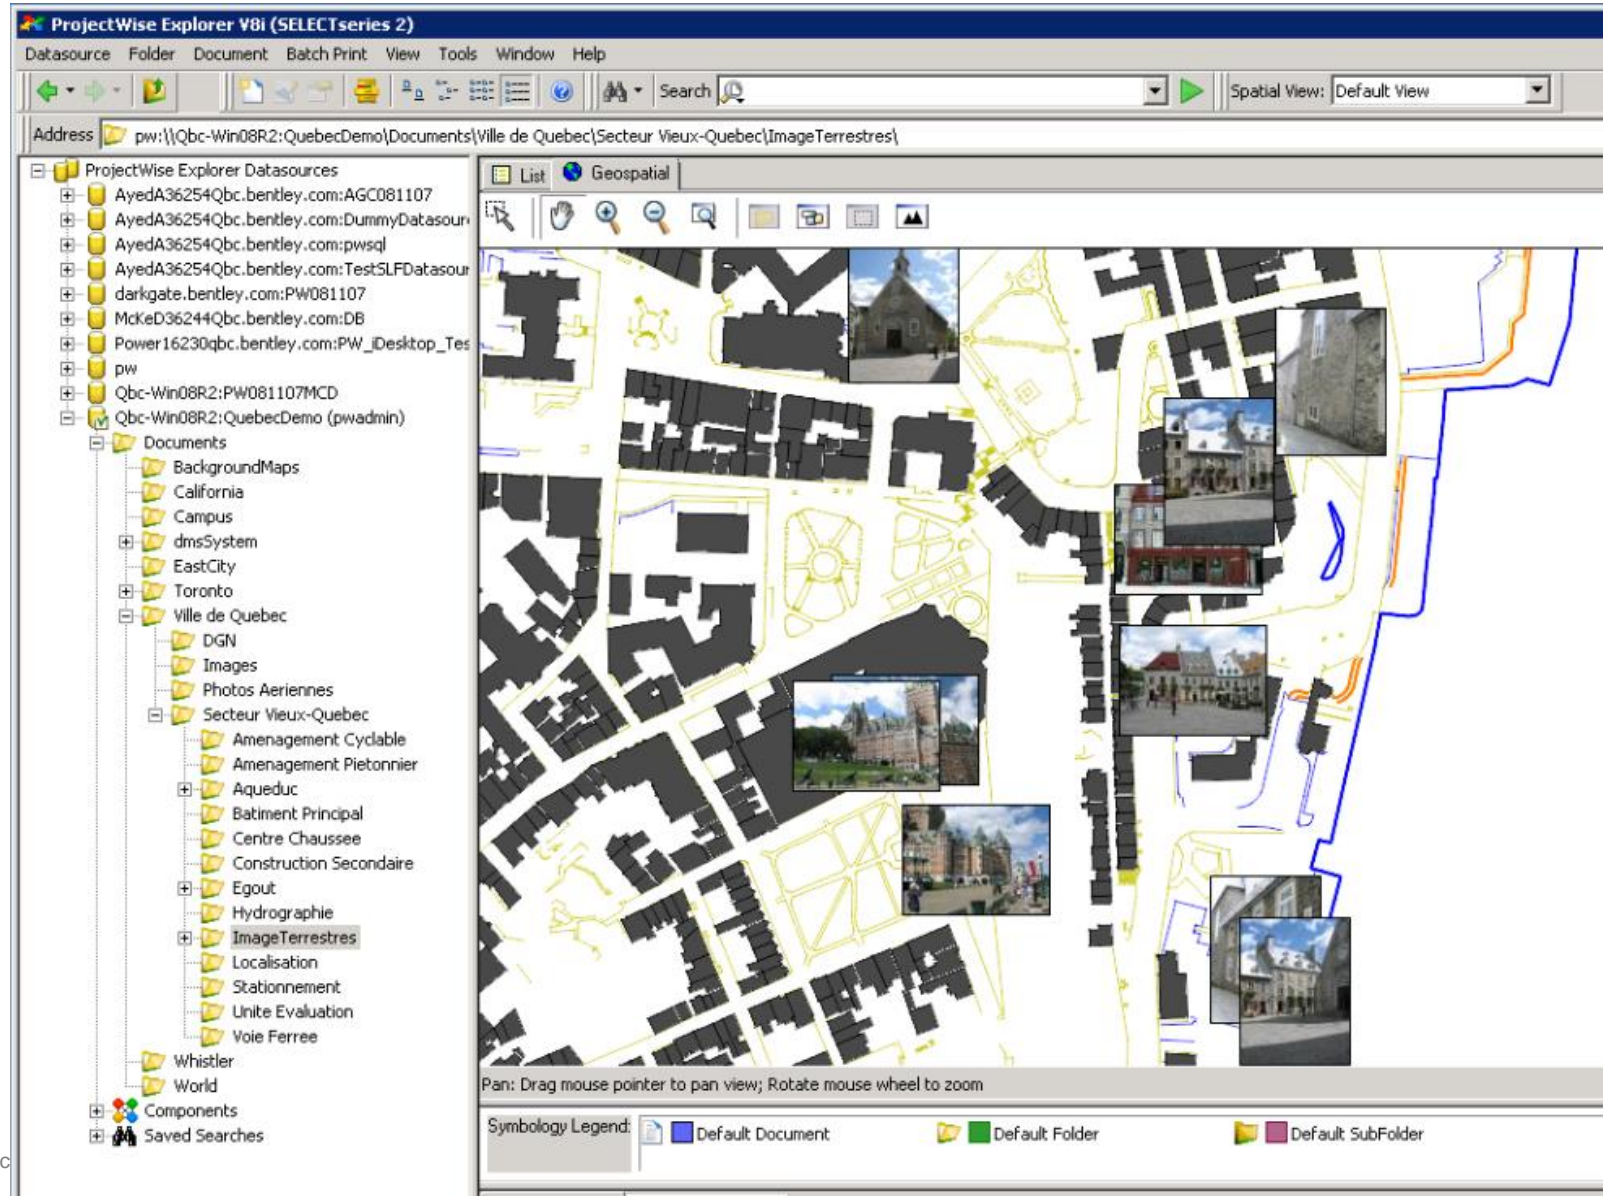 ProjectWise Explorer V8i (SELECTseries 2)
Datasource Folder Document Batch Print View Tools Window Help
Search Spatial View: Default View
Address pw:\\Qbc-Win08R2:QuebecDemo\Documents\Ville de Quebec\Secteur Vieux-Quebec\ImageTerrestres\
ProjectWise Explorer Datasources
AyedA36254Qbc.bentley.com:AGC081107
AyedA36254Qbc.bentley.com:DummyDatasour
AyedA36254Qbc.bentley.com:pwsql
AyedA36254Qbc.bentley.com:TestSLFDatasour
darkgate.bentley.com:PW081107
McKeD36244Qbc.bentley.com:DB
Power16230qbc.bentley.com:PW_iDesktop_Tes
pw
Qbc-Win08R2:PW081107MCD
Qbc-Win08R2:QuebecDemo (pwadmin)
Documents
BackgroundMaps
California
Campus
dmsSystem
EastCity
Toronto
Ville de Quebec
DGN
Images
Photos Aeriennes
Secteur Vieux-Quebec
Amenagement Cyclable
Amenagement Pietonnier
Aqueduc
Batiment Principal
Centre Chaussee
Construction Secondaire
Egout
Hydrographie
ImageTerrestres
Localisation
Stationnement
Unite Evaluation
Voie Ferree
Whistler
World
Components
Saved Searches
List Geospatial
Pan: Drag mouse pointer to pan view; Rotate mouse wheel to zoom
Symbology Legend: Default Document Default Folder Default SubFolder